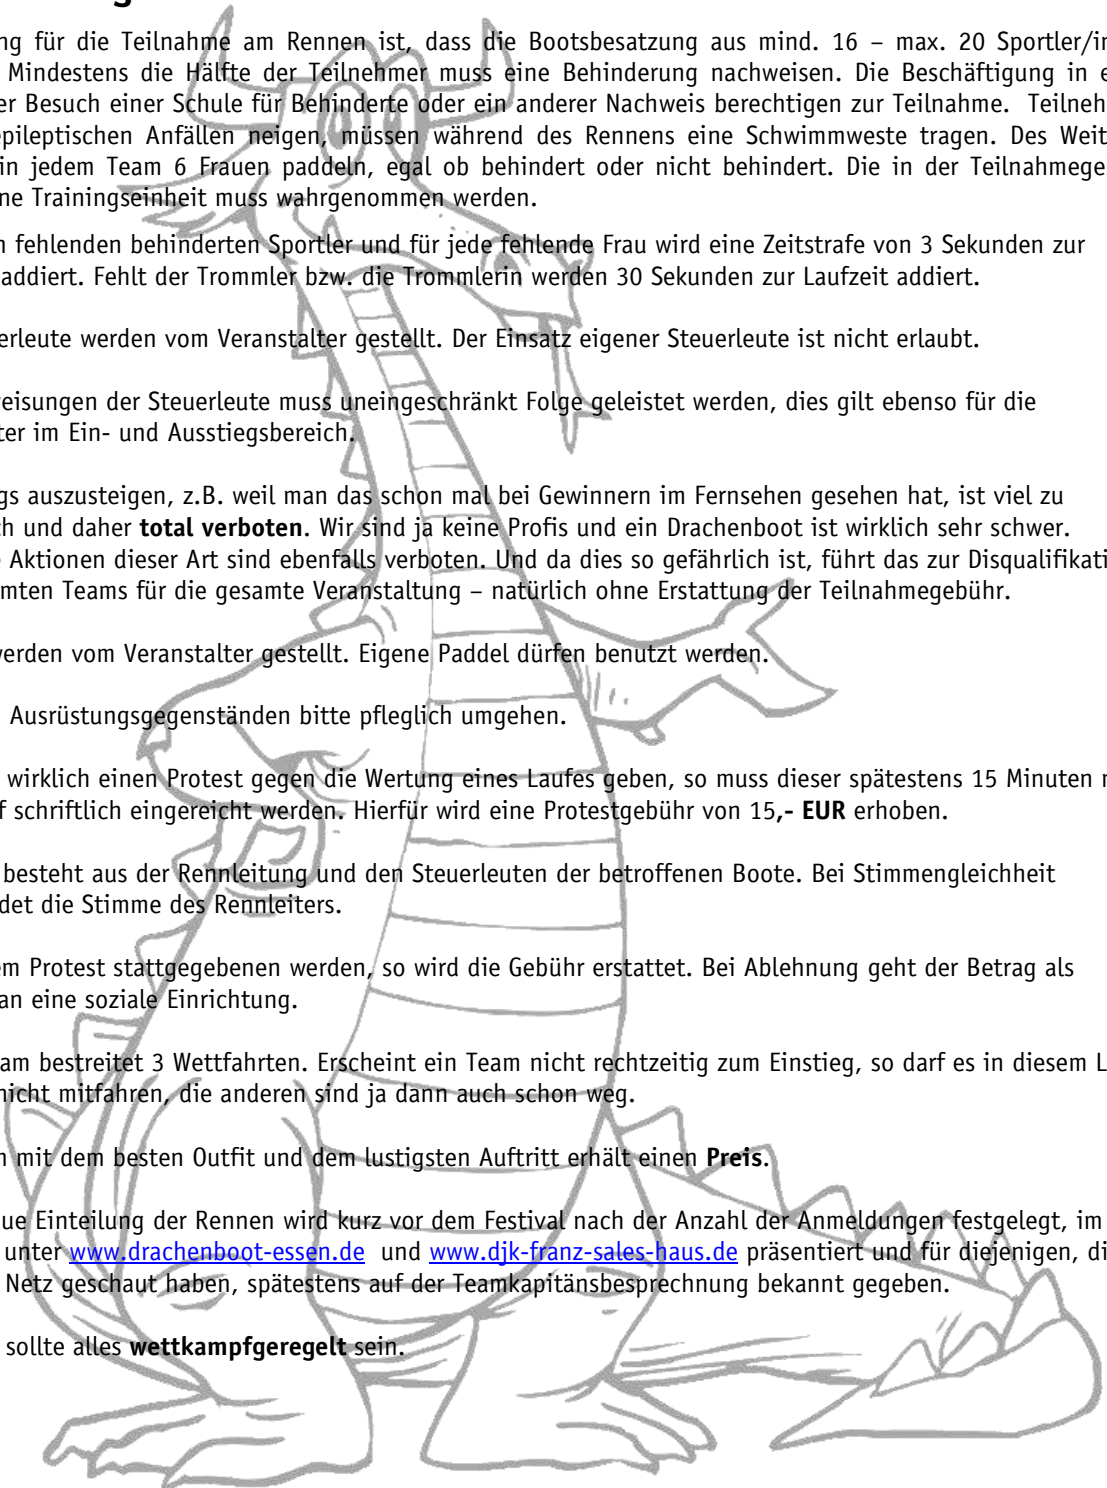 ng für die Teilnahme am Rennen ist, dass die Bootsbesatzung aus mind. 16 – max. 20 Sportler/in
Mindestens die Hälfte der Teilnehmer muss eine Behinderung nachweisen. Die Beschäftigung in e
er Besuch einer Schule für Behinderte oder ein anderer Nachweis berechtigen zur Teilnahme. Teilneh
epileptischen Anfällen neigen, müssen während des Rennens eine Schwimmweste tragen. Des Weit
in jedem Team 6 Frauen paddeln, egal ob behindert oder nicht behindert. Die in der Teilnahmege
ne Trainingseinheit muss wahrgenommen werden.
n fehlenden behinderten Sportler und für jede fehlende Frau wird eine Zeitstrafe von 3 Sekunden zur
addiert. Fehlt der Trommler bzw. die Trommlerin werden 30 Sekunden zur Laufzeit addiert.
erleute werden vom Veranstalter gestellt. Der Einsatz eigener Steuerleute ist nicht erlaubt.
eisungen der Steuerleute muss uneingeschränkt Folge geleistet werden, dies gilt ebenso für die
ter im Ein- und Ausstiegsbereich.
gs auszusteigen, z.B. weil man das schon mal bei Gewinnern im Fernsehen gesehen hat, ist viel zu
ch und daher total verboten. Wir sind ja keine Profis und ein Drachenboot ist wirklich sehr schwer.
e Aktionen dieser Art sind ebenfalls verboten. Und da dies so gefährlich ist, führt das zur Disqualifikati
mten Teams für die gesamte Veranstaltung – natürlich ohne Erstattung der Teilnahmegebühr.
werden vom Veranstalter gestellt. Eigene Paddel dürfen benutzt werden.
Ausrüstungsgegenständen bitte pfleglich umgehen.
wirklich einen Protest gegen die Wertung eines Laufes geben, so muss dieser spätestens 15 Minuten n
f schriftlich eingereicht werden. Hierfür wird eine Protestgebühr von 15,- EUR erhoben.
besteht aus der Rennleitung und den Steuerleuten der betroffenen Boote. Bei Stimmengleichheit
det die Stimme des Rennleiters.
em Protest stattgegebenen werden, so wird die Gebühr erstattet. Bei Ablehnung geht der Betrag als
an eine soziale Einrichtung.
am bestreitet 3 Wettfahrten. Erscheint ein Team nicht rechtzeitig zum Einstieg, so darf es in diesem L
nicht mitfahren, die anderen sind ja dann auch schon weg.
m mit dem besten Outfit und dem lustigsten Auftritt erhält einen Preis.
ue Einteilung der Rennen wird kurz vor dem Festival nach der Anzahl der Anmeldungen festgelegt, im
unter www.drachenboot-essen.de und www.djk-franz-sales-haus.de präsentiert und für diejenigen, di
Netz geschaut haben, spätestens auf der Teamkapitänsbesprechnung bekannt gegeben.
sollte alles wettkampfgeregelt sein.